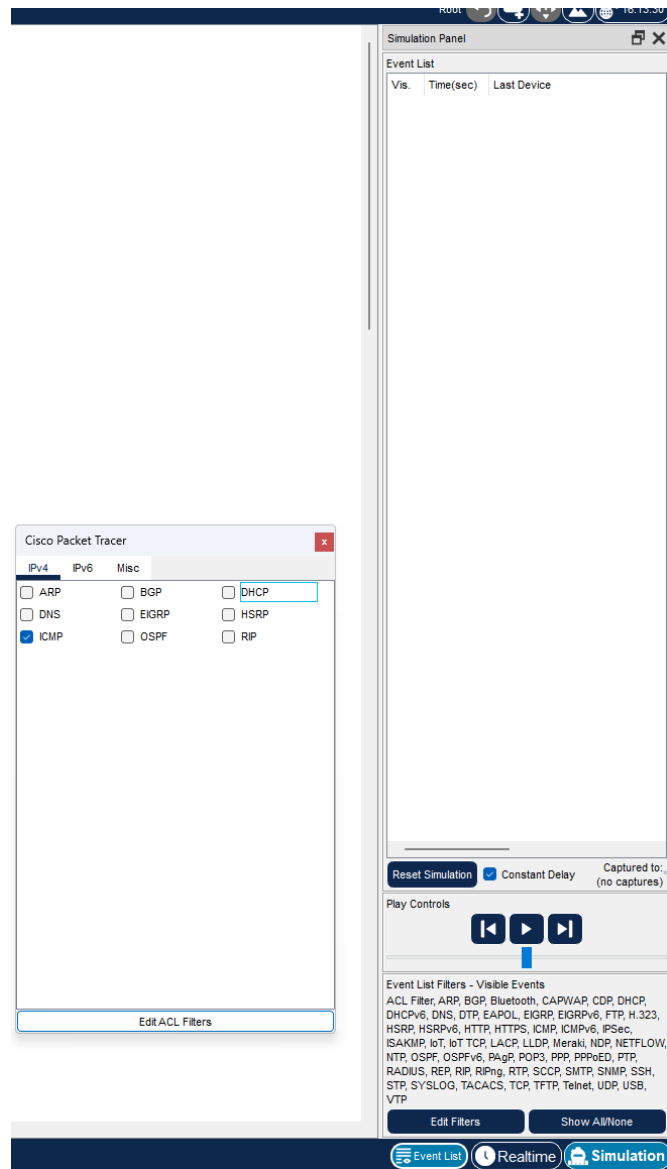 Root
16:13:30
Simulation Panel
Event List
Vis. Time(sec) Last Device
Cisco Packet Tracer
x
IPv4 IPv6 Misc
ARP BGP DHCP
DNS EIGRP HSRP
ICMP OSPF RIP
Edit ACL Filters
Reset Simulation Constant Delay Captured to:
(no captures)
Play Controls
Event List Filters - Visible Events
ACL Filter, ARP, BGP, Bluetooth, CAPWAP, CDP, DHCP,
DHCPv6, DNS, DTP, EAPOL, EIGRP, EIGRPv6, FTP, H.323,
HSRP, HSRPv6, HTTP, HTTPS, ICMP, ICMPv6, IPSec,
ISAKMP, IoT, IoT TCP, LACP, LLDP, Meraki, NDP, NETFLOW,
NTP, OSPF, OSPFv6, PAgP, POP3, PPP, PPPoED, PTP,
RADIUS, REP, RIP, RIPng, RTP, SCCP, SMTP, SNMP, SSH,
STP, SYSLOG, TACACS, TCP, TFTP, Telnet, UDP, USB,
VTP
Edit Filters Show All/None
Event List Realtime Simulation